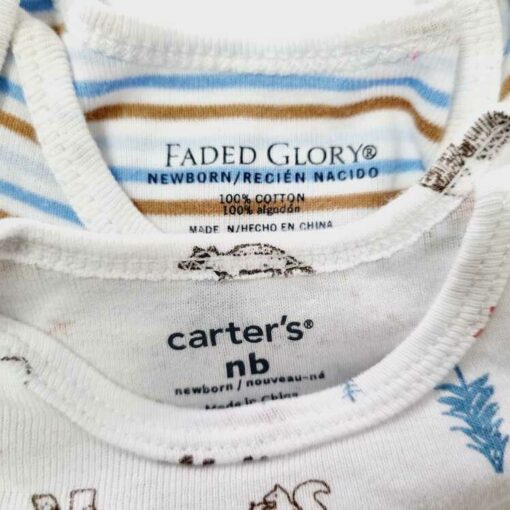 FADED GLORY®
NEWBORN/RECIÉN NACIDO
100% COTTON
100% algodón
MADE N/HECHO EN CHINA
carter's®
nb
newborn / nouveau-né
Made in China